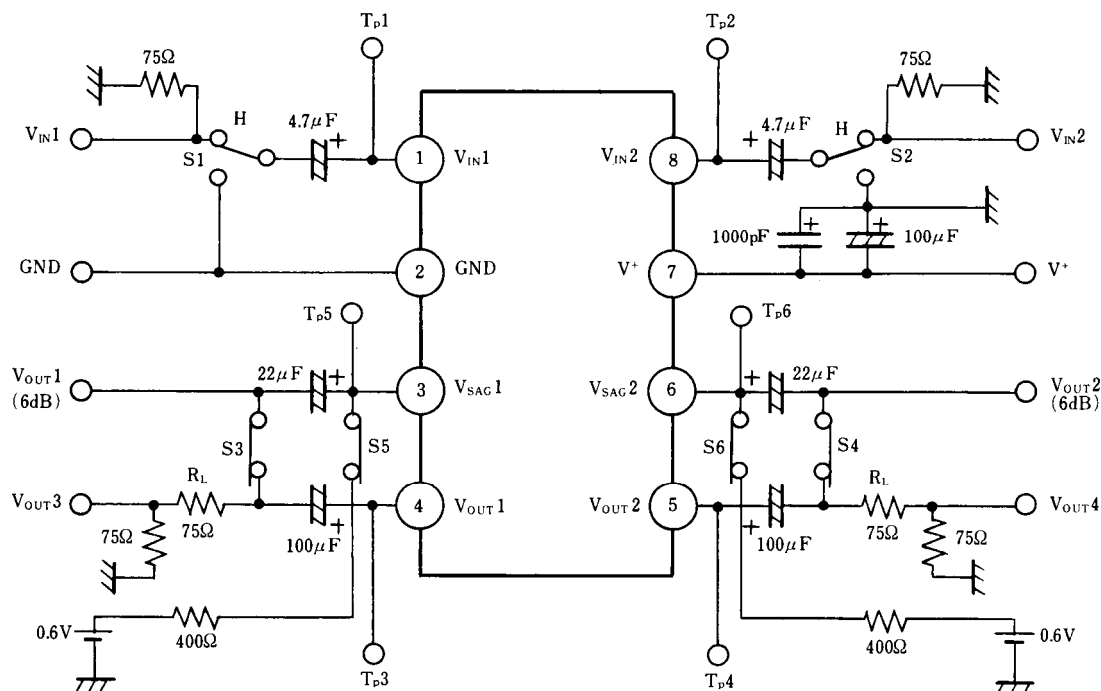 Tp1
Tp2
75Ω
75Ω
VIN1
H
S1
4.7μF
+
1
VIN1
VIN2
8
+
4.7μF
H
S2
VIN2
1000pF
+
+
100μF
GND
2
GND
V+
7
V+
Tp5
Tp6
VOUT1
(6dB)
22μF
+
3
VSAG1
VSAG2
6
+
22μF
VOUT2
(6dB)
S3
S5
S6
S4
VOUT3
RL
75Ω
75Ω
+
100μF
4
VOUT1
VOUT2
5
+
100μF
RL
75Ω
75Ω
VOUT4
0.6V
400Ω
400Ω
0.6V
Tp3
Tp4